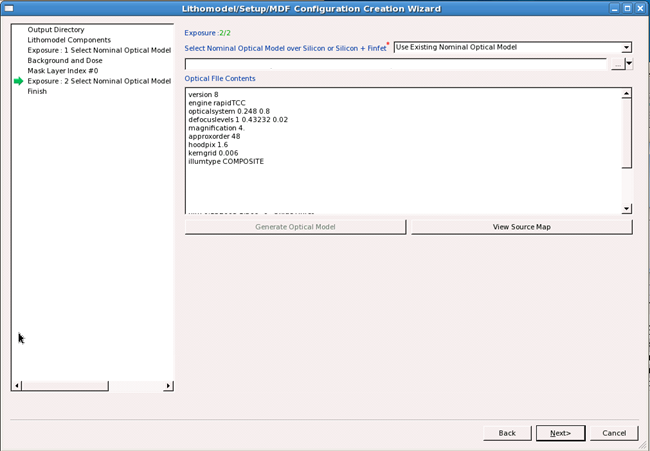 Lithomodel/Setup/MDF Configuration Creation Wizard
Output Directory
Lithomodel Components
Exposure : 1 Select Nominal Optical Model
Background and Dose
Mask Layer Index #0
Exposure : 2 Select Nominal Optical Model
Finish
Exposure :2/2
Select Nominal Optical Model over Silicon or Silicon + Finfet* Use Existing Nominal Optical Model
...
Optical File Contents
version 8
engine rapidTCC
opticalsystem 0.248 0.8
defocuslevels 1 0.43232 0.02
magnification 4.
approxorder 48
hoodpix 1.6
kerngrid 0.006
illumtype COMPOSITE
Generate Optical Model View Source Map
Back Next> Cancel